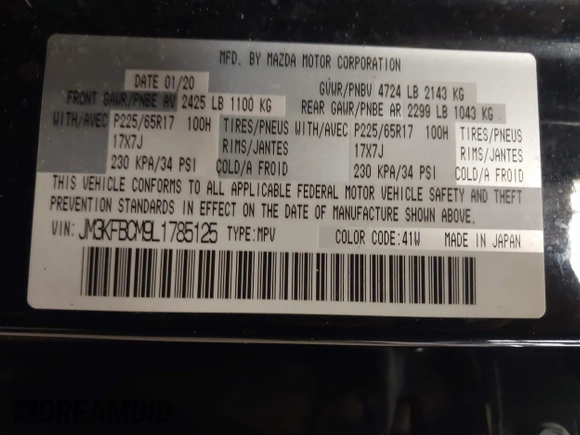 MFD. BY MAZDA MOTOR CORPORATION
DATE 01/20 GVWR/PNBV 4724 LB 2143 KG
FRONT GAWR/PNBE AV 2425 LB 1100 KG REAR GAWR/PNBE AR 2299 LB 1043 KG
WITH/AVEC P225/65R17 100H TIRES/PNEUS WITH/AVEC P225/65R17 100H TIRES/PNEUS
17X7J RIMS/JANTES 17X7J RIMS/JANTES
230 KPA/34 PSI COLD/A FROID 230 KPA/34 PSI COLD/A FROID
THIS VEHICLE CONFORMS TO ALL APPLICABLE FEDERAL MOTOR VEHICLE SAFETY AND THEFT
PREVENTION STANDARDS IN EFFECT ON THE DATE OF MANUFACTURE SHOWN ABOVE.
VIN: JM3KFBCM9L1785125 TYPE:MPV COLOR CODE:41W MADE IN JAPAN
DREAMBID